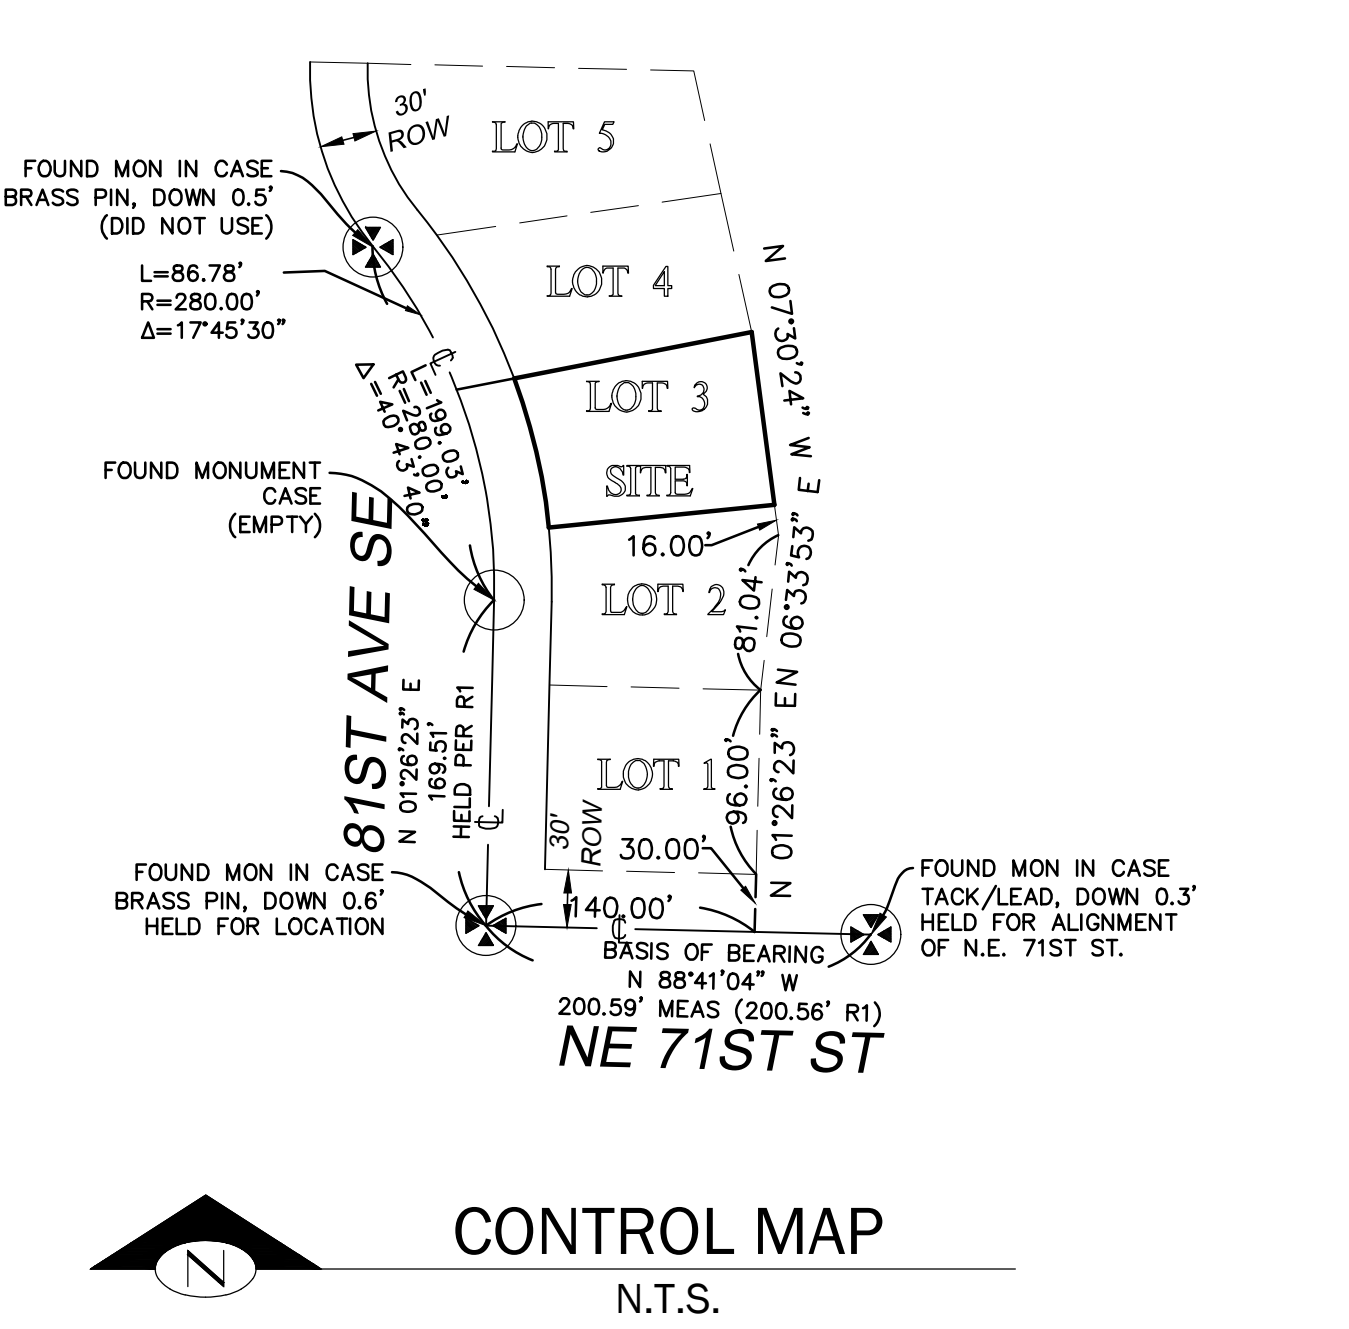 30'
ROW
LOT 5
FOUND MON IN CASE
BRASS PIN, DOWN 0.5'
(DID NOT USE)
L=86.78'
R=280.00'
Δ=17°45'30"
LOT 4
N 07°30'24" W
℄
L=199.03'
R=280.00'
Δ=40°43'40"
LOT 3
SITE
FOUND MONUMENT
CASE
(EMPTY)
16.00'
81ST AVE SE
LOT 2
81.04'
N 06°33'53" E
N 01°26'23" E
169.51'
HELD PER R1
℄
LOT 1
96.00'
N 01°26'23" E
30'
ROW
30.00'
FOUND MON IN CASE
BRASS PIN, DOWN 0.6'
HELD FOR LOCATION
FOUND MON IN CASE
TACK/LEAD, DOWN 0.3'
HELD FOR ALIGNMENT
OF N.E. 71ST ST.
140.00'
℄
BASIS OF BEARING
N 88°41'04" W
200.59' MEAS (200.56' R1)
NE 71ST ST
N
CONTROL MAP
N.T.S.